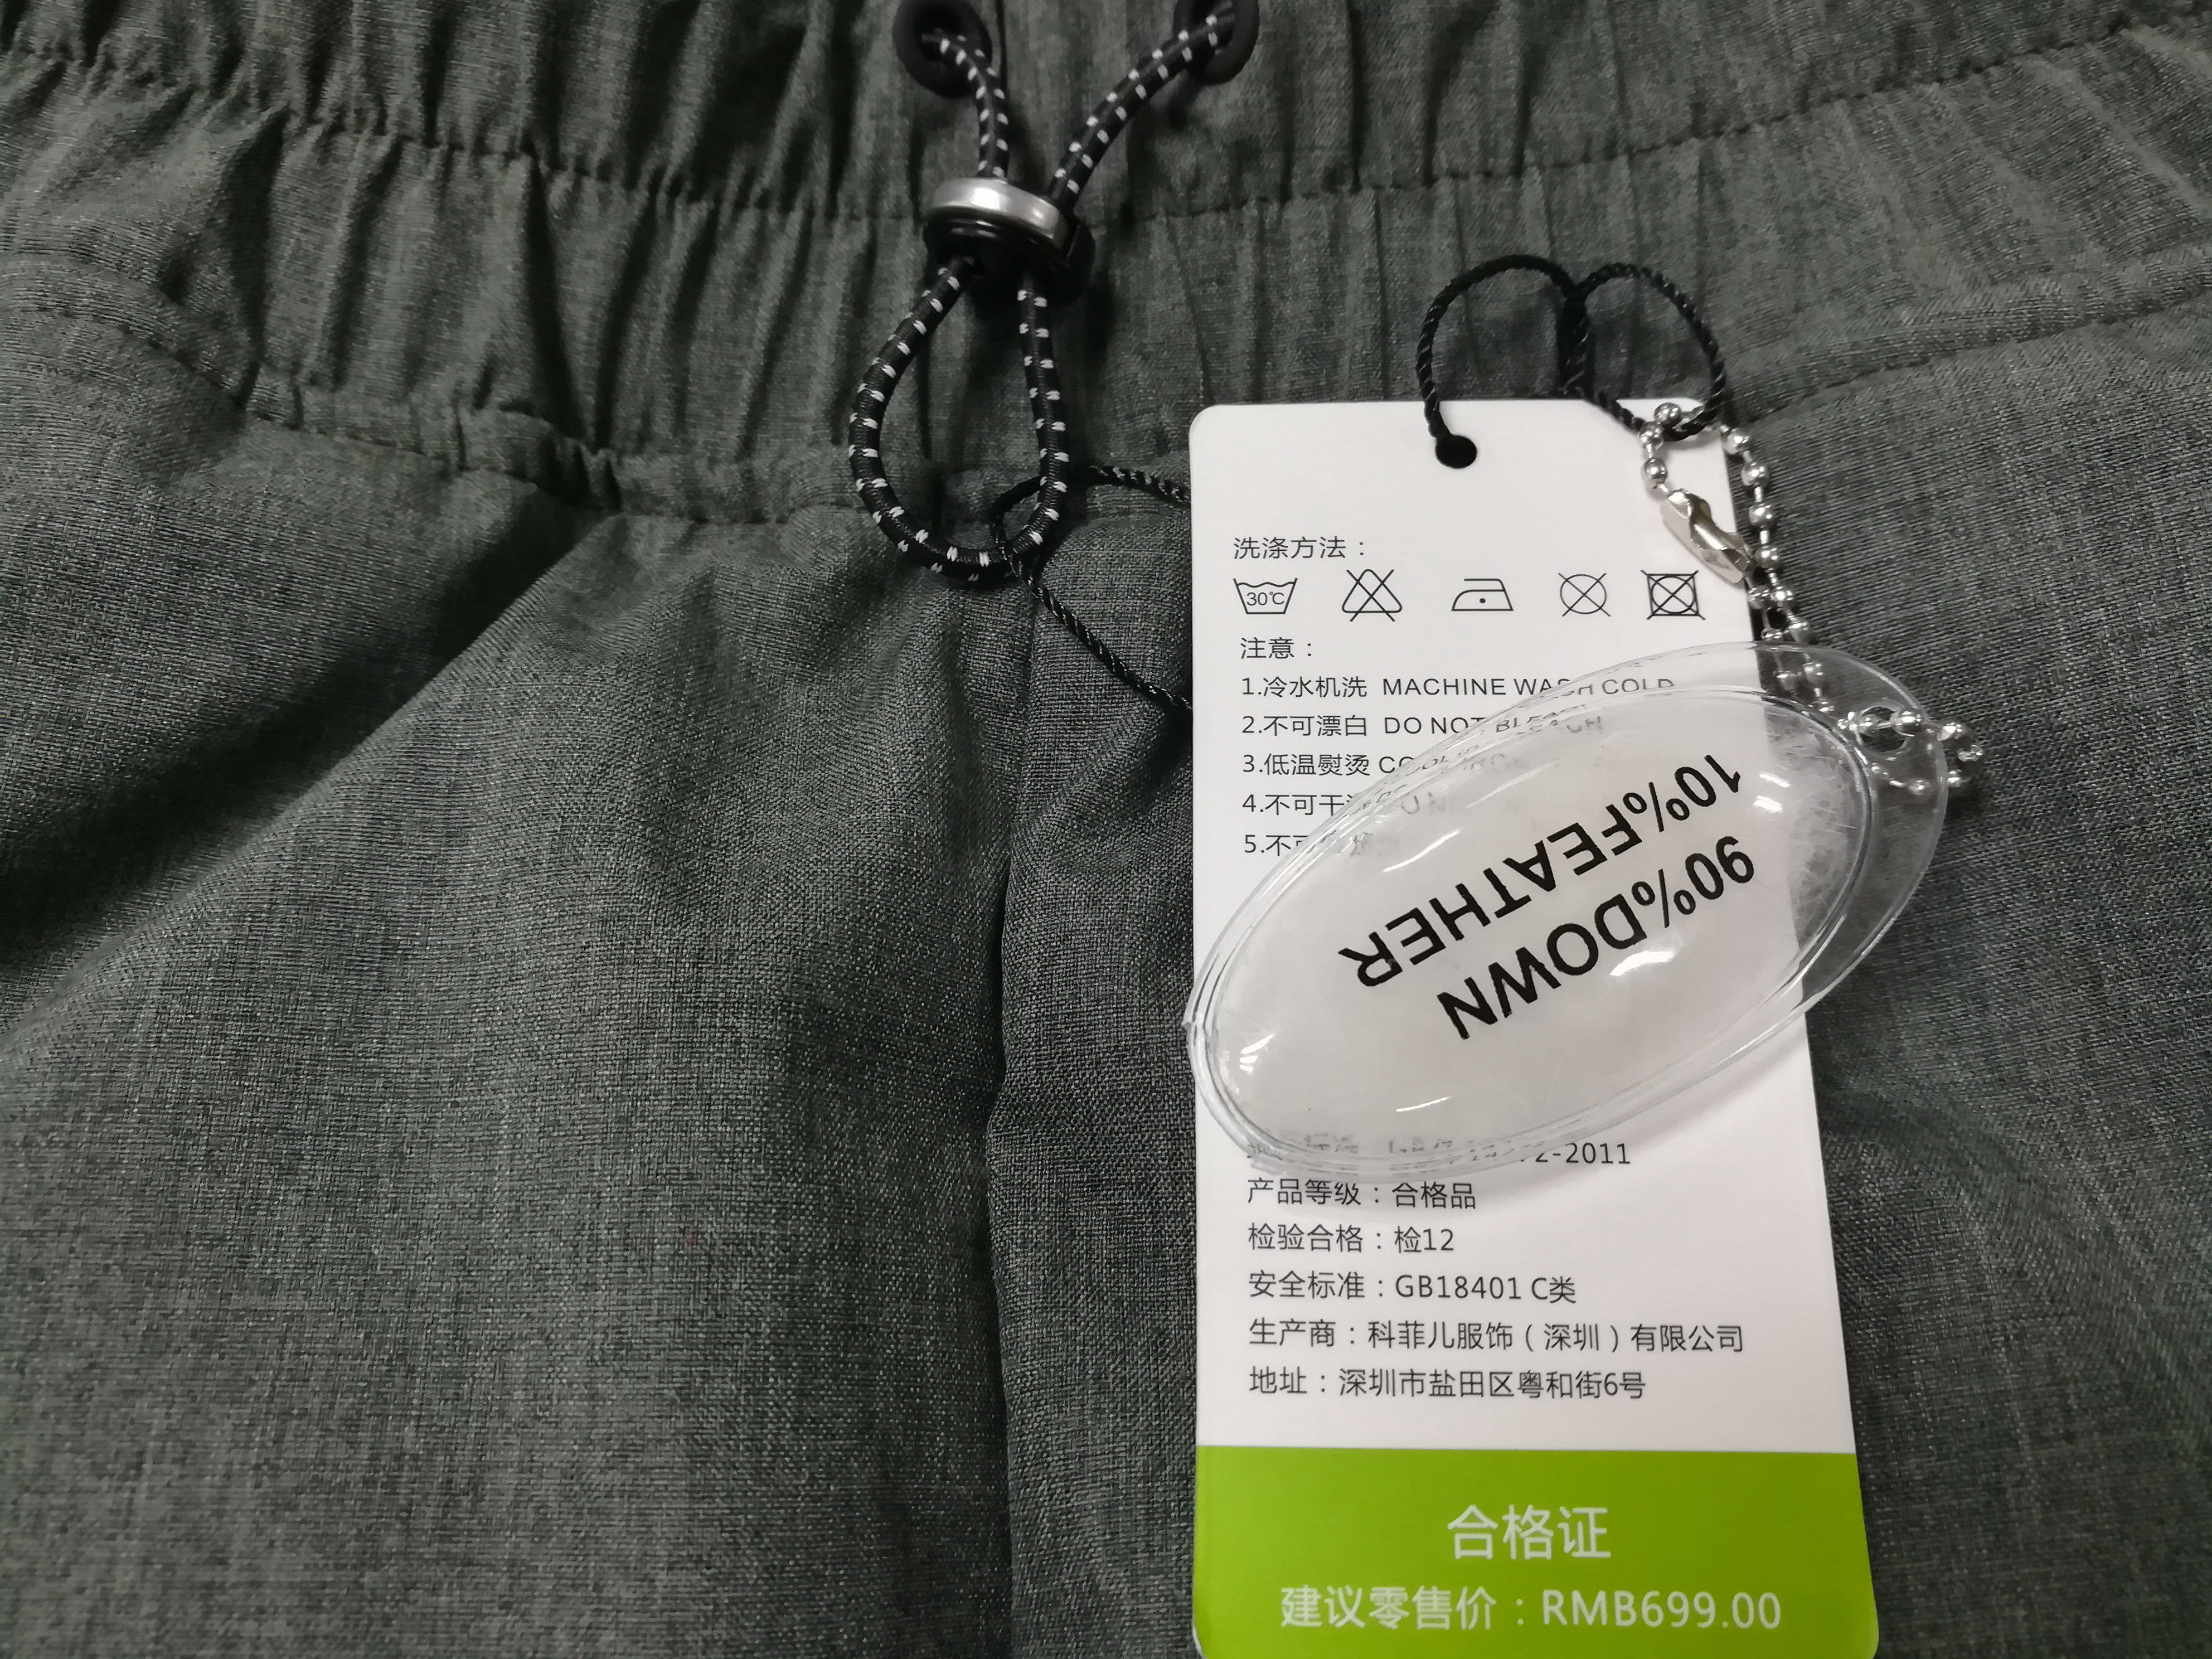 洗涤方法：
30℃
注意：
1.冷水机洗 MACHINE WASH COLD
2.不可漂白 DO NOT BLEACH
3.低温熨烫 COOL IRON
4.不可干
5.不可
90%DOWN
10%FEATHER
-2011
产品等级：合格品
检验合格：检12
安全标准：GB18401 C类
生产商：科菲儿服饰（深圳）有限公司
地址：深圳市盐田区粤和街6号
合格证
建议零售价：RMB699.00